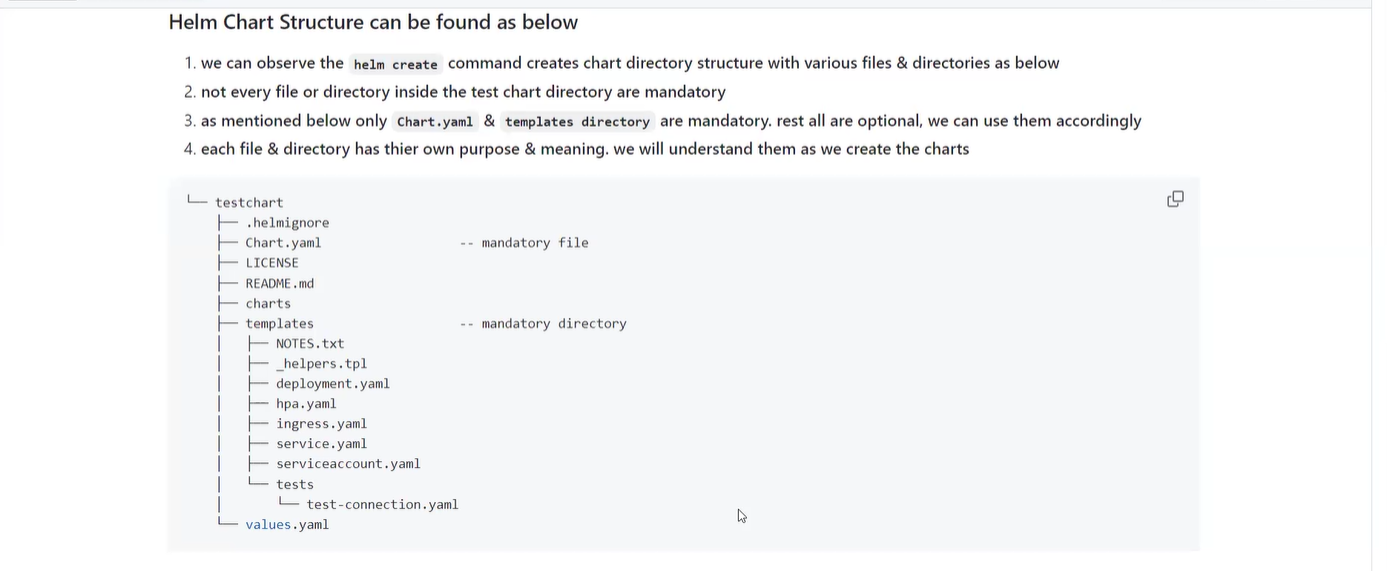 Helm Chart Structure can be found as below
1. we can observe the helm create command creates chart directory structure with various files & directories as below
2. not every file or directory inside the test chart directory are mandatory
3. as mentioned below only Chart.yaml & templates directory are mandatory. rest all are optional, we can use them accordingly
4. each file & directory has thier own purpose & meaning. we will understand them as we create the charts
└── testchart
    ├── .helmignore
    ├── Chart.yaml                  -- mandatory file
    ├── LICENSE
    ├── README.md
    ├── charts
    ├── templates                   -- mandatory directory
    │   ├── NOTES.txt
    │   ├── _helpers.tpl
    │   ├── deployment.yaml
    │   ├── hpa.yaml
    │   ├── ingress.yaml
    │   ├── service.yaml
    │   ├── serviceaccount.yaml
    │   └── tests
    │       └── test-connection.yaml
    └── values.yaml